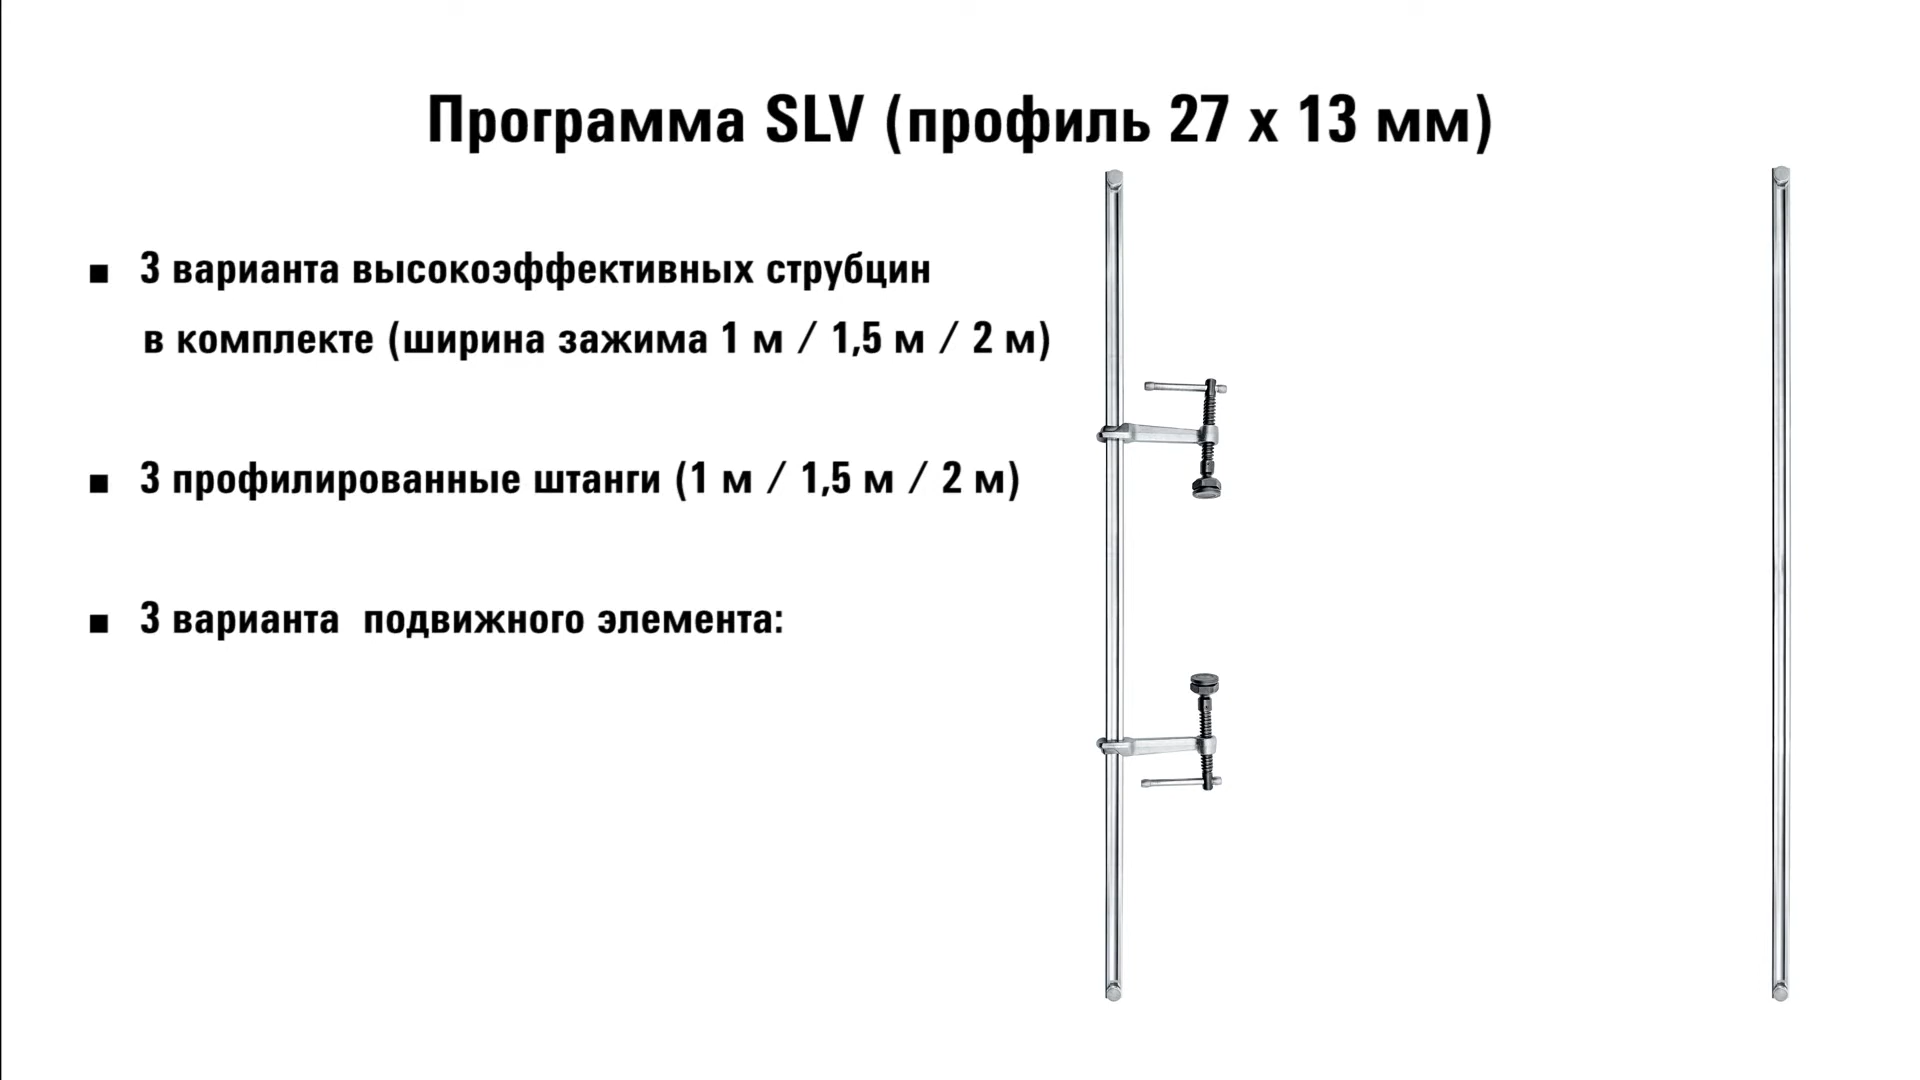 Программа SLV (профиль 27 x 13 мм)
▪ 3 варианта высокоэффективных струбцин
в комплекте (ширина зажима 1 м / 1,5 м / 2 м)
▪ 3 профилированные штанги (1 м / 1,5 м / 2 м)
▪ 3 варианта  подвижного элемента: